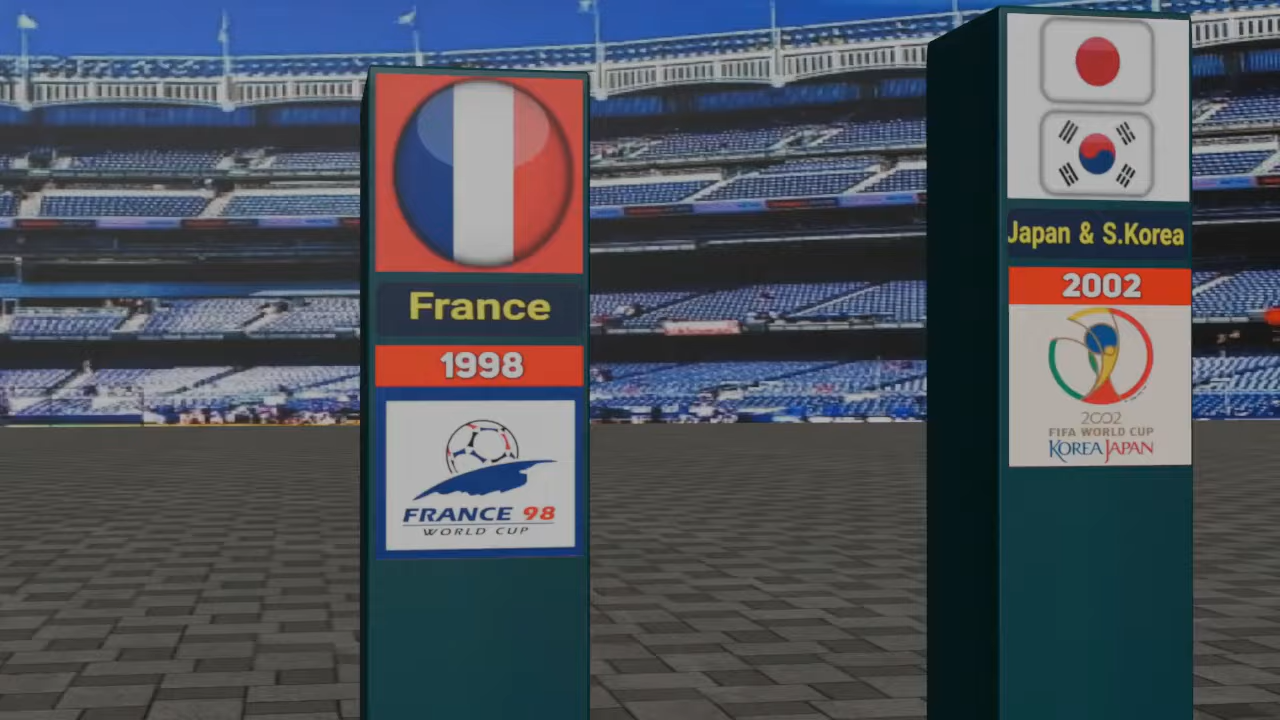 France
1998
FRANCE 98
WORLD CUP
Japan & S.Korea
2002
2002
FIFA WORLD CUP
KOREA JAPAN